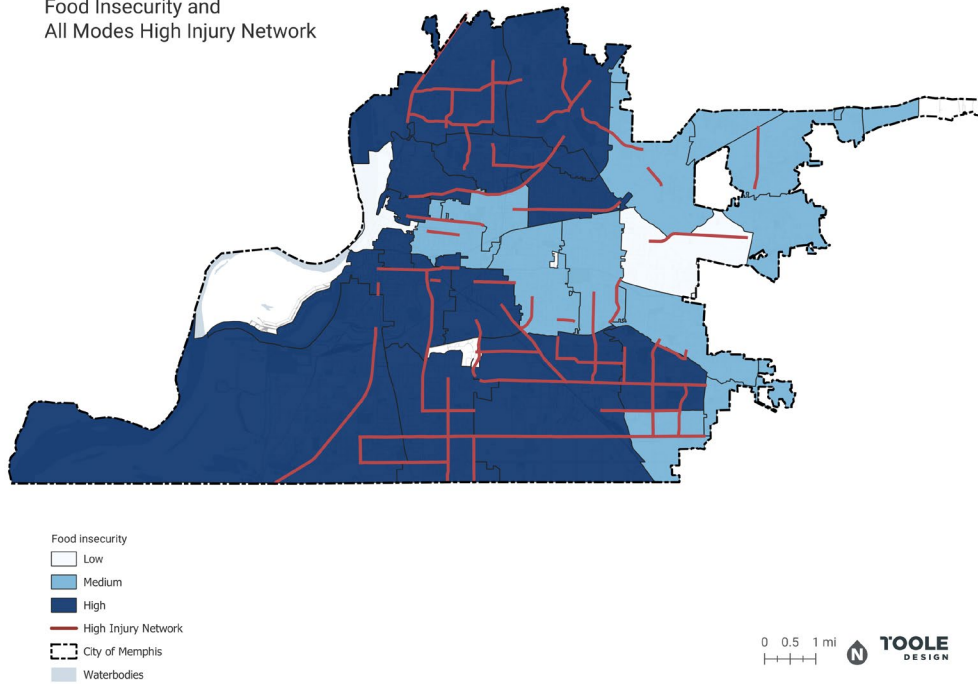 Food Insecurity and
All Modes High Injury Network
Food insecurity
Low
Medium
High
High Injury Network
City of Memphis
Waterbodies
0 0.5 1 mi
N
TOOLE
DESIGN